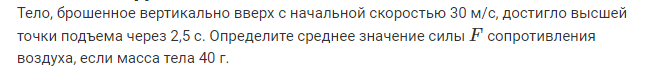 Тело, брошенное вертикально вверх с начальной скоростью 30 м/с, достигло высшей
точки подъема через 2,5 с. Определите среднее значение силы F сопротивления
воздуха, если масса тела 40 г.